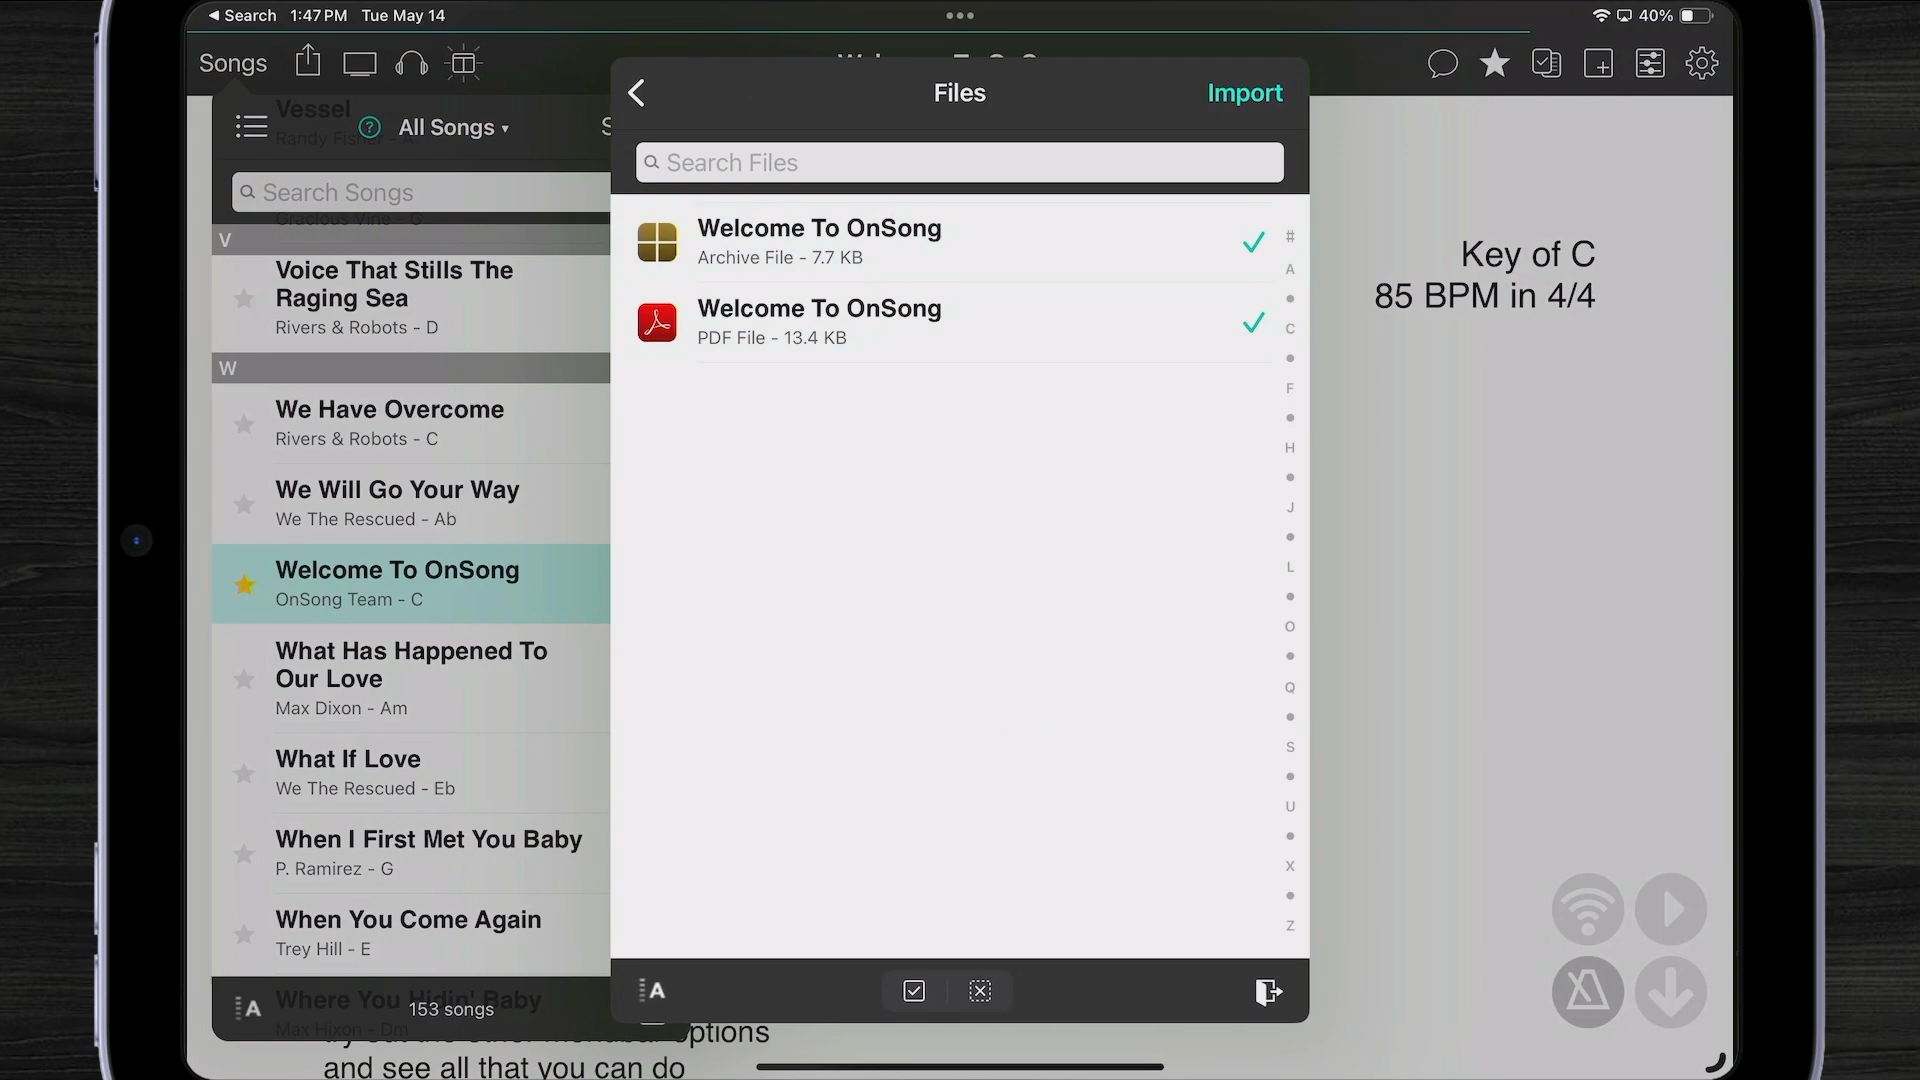 Search 1:47 PM Tue May 14
40%
Songs
Vessel
Randy Fisher - A
All Songs
Search Songs
Gracious Vine - G
V
Voice That Stills The
Raging Sea
Rivers & Robots - D
W
We Have Overcome
Rivers & Robots - C
We Will Go Your Way
We The Rescued - Ab
Welcome To OnSong
OnSong Team - C
What Has Happened To
Our Love
Max Dixon - Am
What If Love
We The Rescued - Eb
When I First Met You Baby
P. Ramirez - G
When You Come Again
Trey Hill - E
Where You Hidin' Baby
Max Hixon - Dm
A
153 songs
Files
Import
Search Files
Welcome To OnSong
Archive File - 7.7 KB
Welcome To OnSong
PDF File - 13.4 KB
#
A
C
F
H
J
L
O
Q
S
U
X
Z
A
Key of C
85 BPM in 4/4
and see all that you can do